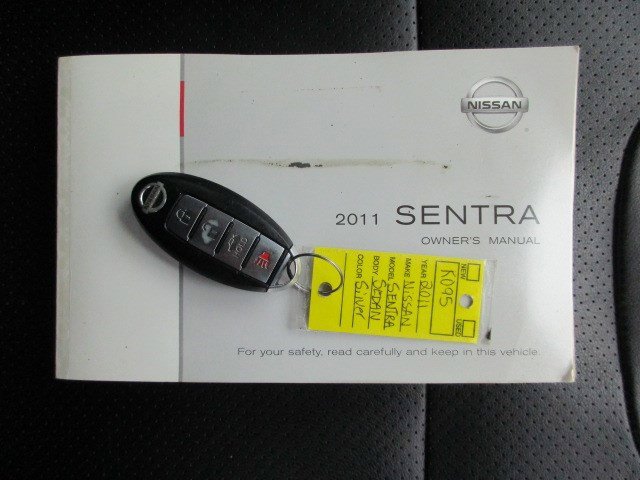 NISSAN
2011 SENTRA
OWNER'S MANUAL
For your safety, read carefully and keep in this vehicle.
HOLD
NEW USED
K095
YEAR 2011
MAKE NISSAN
MODEL SENTRA
BODY SEDAN
COLOR Silver